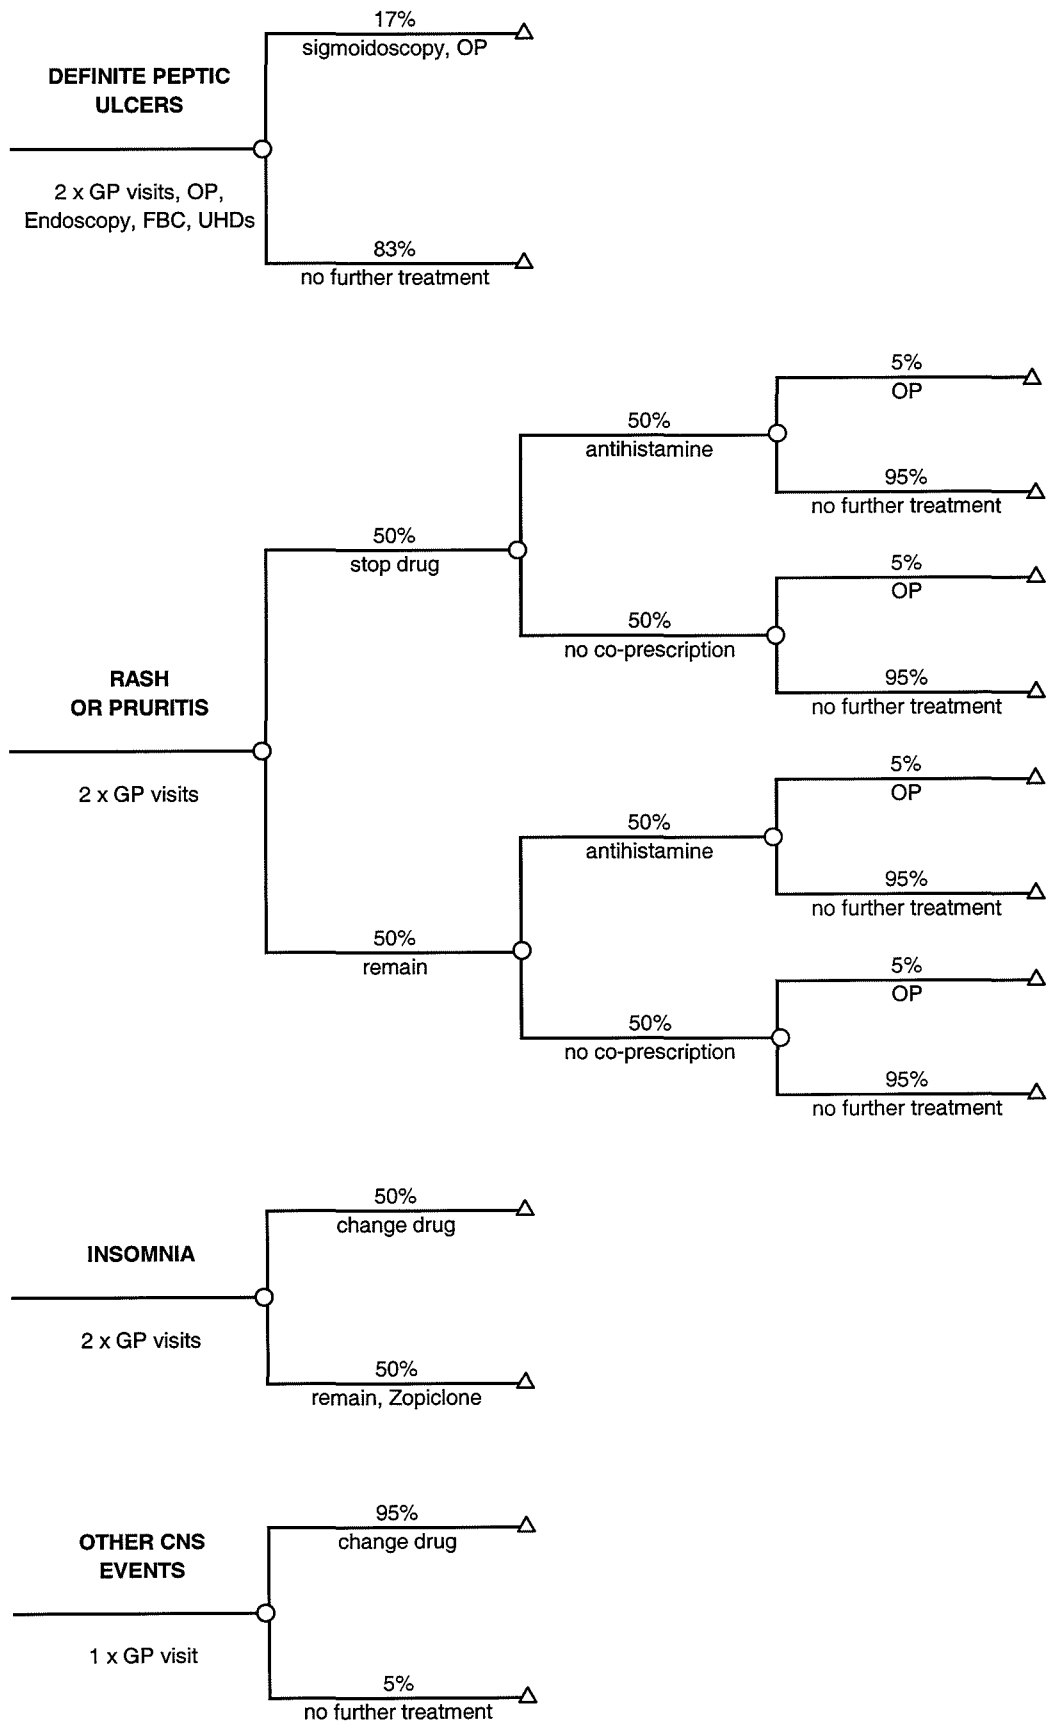 17%
sigmoidoscopy, OP
DEFINITE PEPTIC
ULCERS
2 x GP visits, OP,
Endoscopy, FBC, UHDs
83%
no further treatment
5%
OP
50%
antihistamine
95%
no further treatment
50%
stop drug
5%
OP
50%
no co-prescription
95%
no further treatment
RASH
OR PRURITIS
2 x GP visits
5%
OP
50%
antihistamine
95%
no further treatment
50%
remain
5%
OP
50%
no co-prescription
95%
no further treatment
50%
change drug
INSOMNIA
2 x GP visits
50%
remain, Zopiclone
95%
change drug
OTHER CNS
EVENTS
1 x GP visit
5%
no further treatment